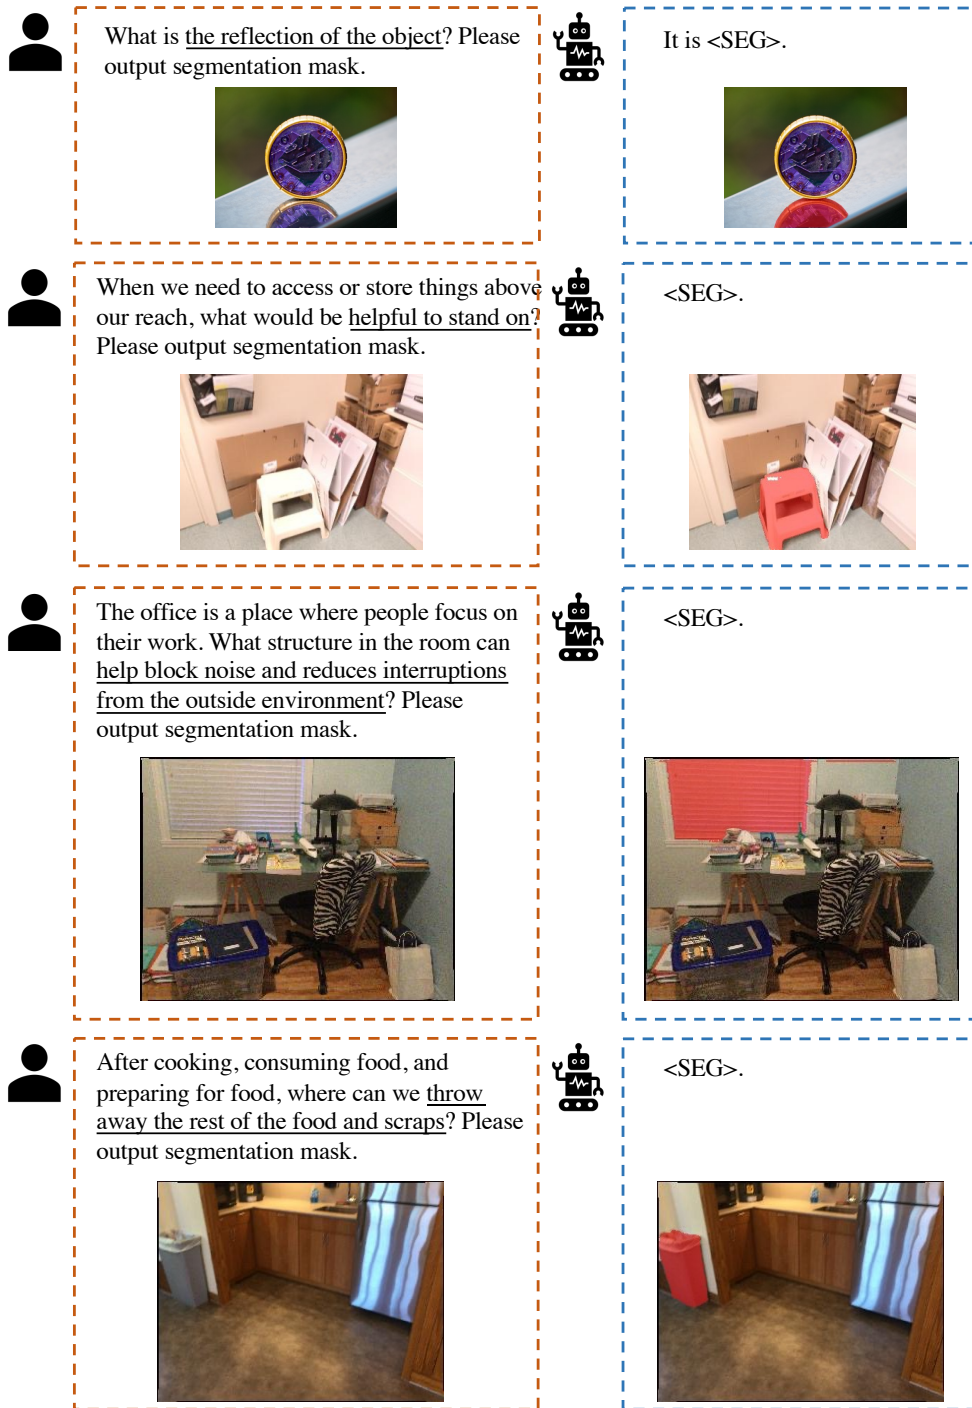 What is the reflection of the object? Please
output segmentation mask.
It is <SEG>.
When we need to access or store things above
our reach, what would be helpful to stand on?
Please output segmentation mask.
<SEG>.
The office is a place where people focus on
their work. What structure in the room can
help block noise and reduces interruptions
from the outside environment? Please
output segmentation mask.
<SEG>.
After cooking, consuming food, and
preparing for food, where can we throw
away the rest of the food and scraps? Please
output segmentation mask.
<SEG>.